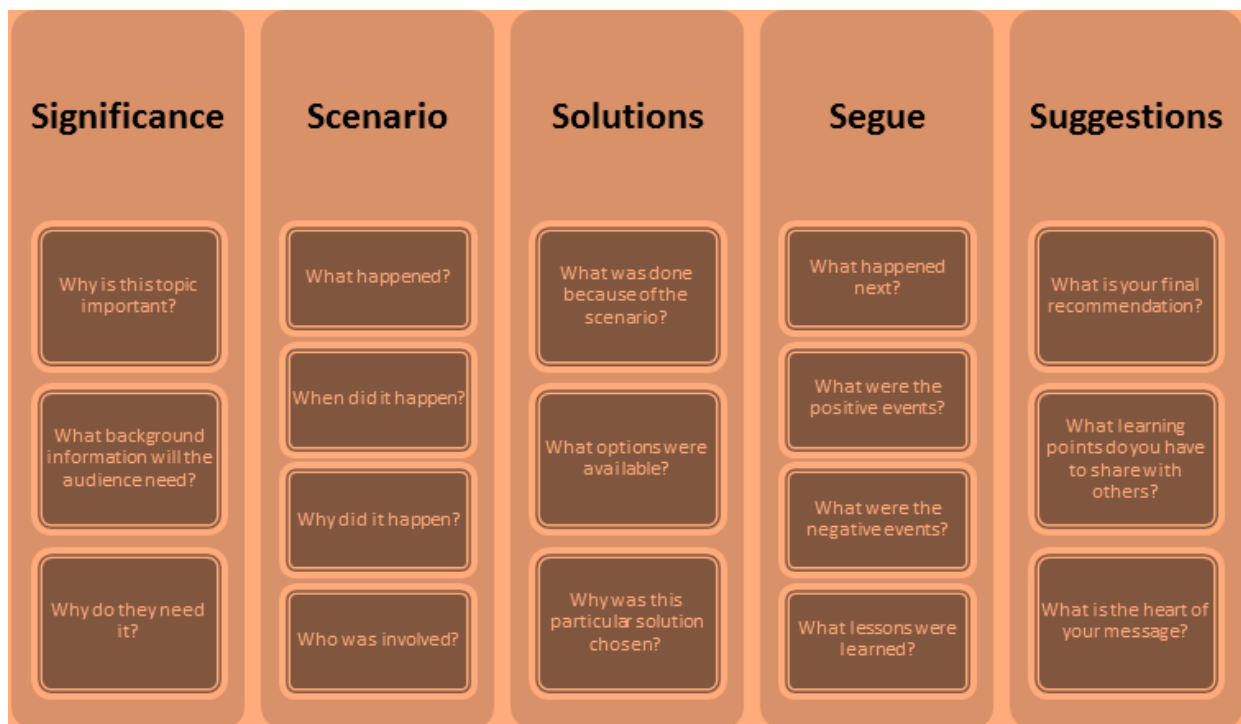 Significance
Why is this topic
important?
What background
information will the
audience need?
Why do they need
it?
Scenario
What happened?
When did it happen?
Why did it happen?
Who was involved?
Solutions
What was done
because of the
scenario?
What options were
available?
Why was this
particular solution
chosen?
Segue
What happened
next?
What were the
positive events?
What were the
negative events?
What lessons were
learned?
Suggestions
What is your final
recommendation?
What learning
points do you have
to share with
others?
What is the heart of
your message?